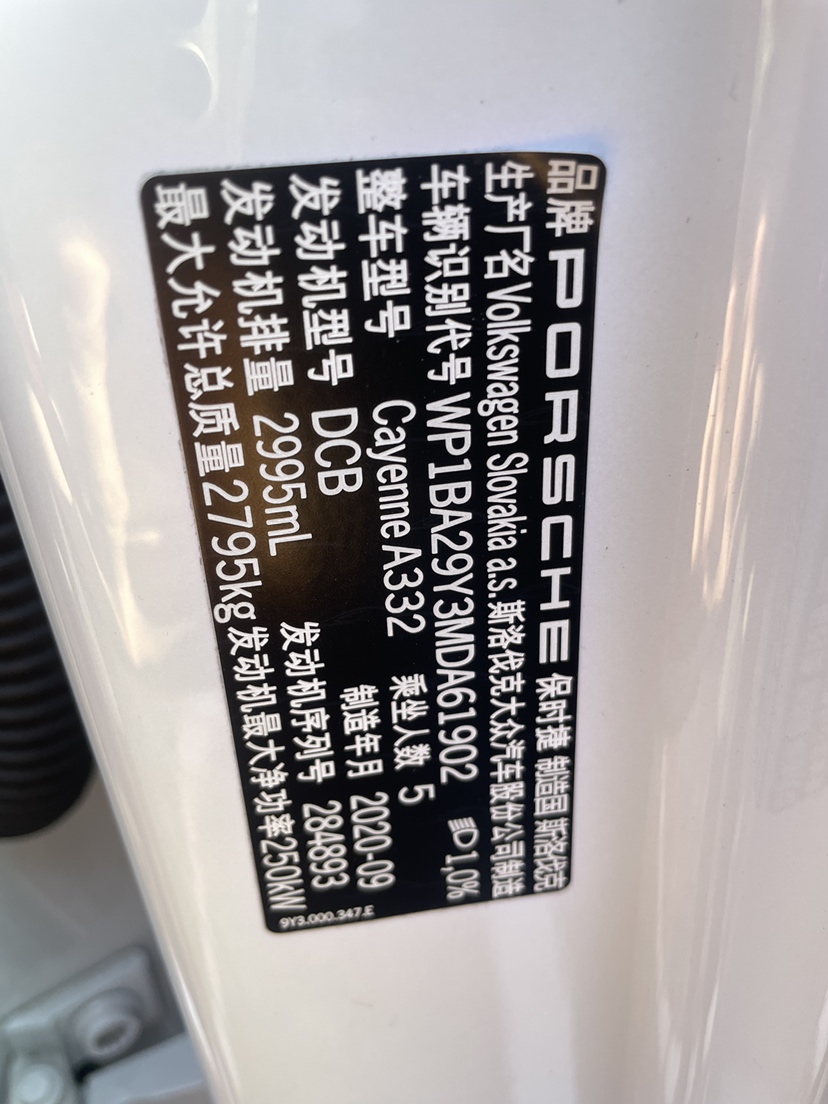 品牌 PORSCHE 保时捷 制造国 斯洛伐克
生产厂名 Volkswagen Slovakia a.s. 斯洛伐克大众汽车股份公司制造
车辆识别代号 WP1BA29Y3MDA61902 1,0%
整车型号 Cayenne A332 乘坐人数 5
发动机型号 DCB 制造年月 2020-09
发动机排量 2995mL 发动机序列号 284893
最大允许总质量 2795kg 发动机最大净功率 250kW
9Y3.000.347.E